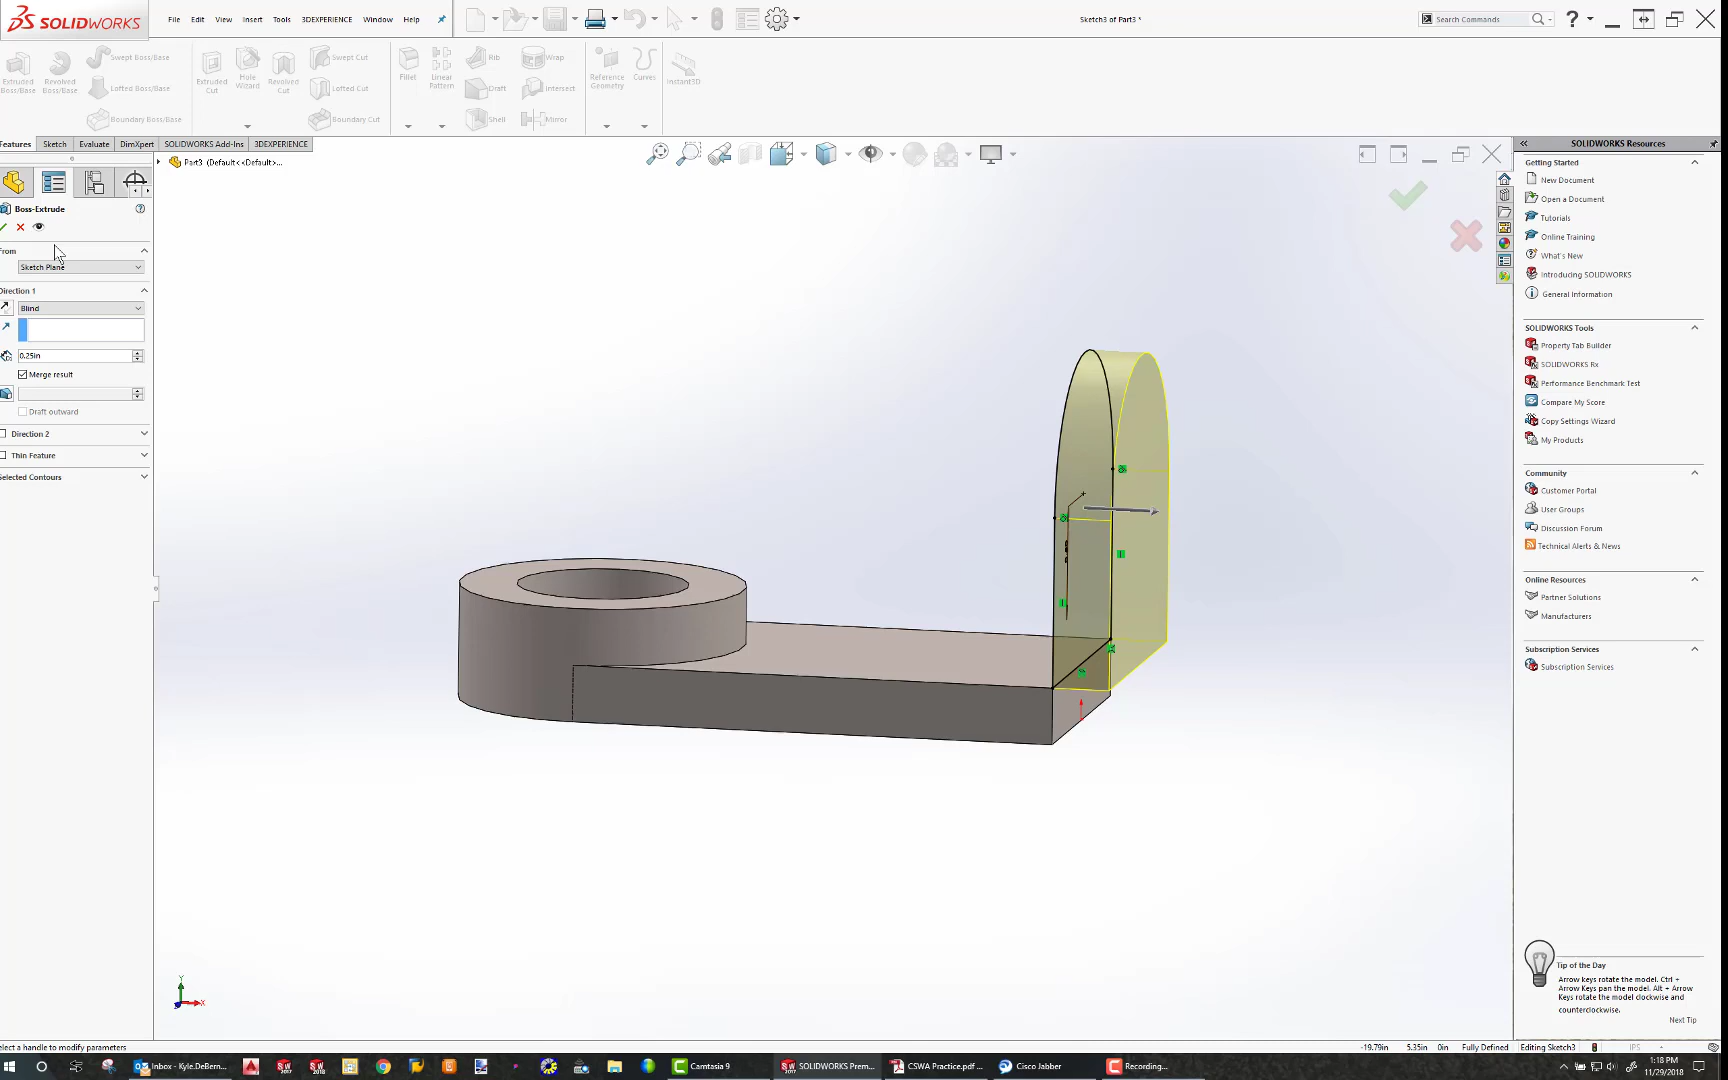 SOLIDWORKS
File Edit View Insert Tools 3DEXPERIENCE Window Help
Sketch3 of Part3 *
Search Commands
Extruded Boss/Base
Revolved Boss/Base
Swept Boss/Base
Lofted Boss/Base
Boundary Boss/Base
Extruded Cut
Hole Wizard
Revolved Cut
Swept Cut
Lofted Cut
Boundary Cut
Fillet
Linear Pattern
Rib
Draft
Shell
Wrap
Intersect
Mirror
Reference Geometry
Curves
Instant3D
Features Sketch Evaluate DimXpert SOLIDWORKS Add-Ins 3DEXPERIENCE
Part3 (Default<<Default>...
Boss-Extrude
From
Sketch Plane
Direction 1
Blind
0.25in
Merge result
Draft outward
Direction 2
Thin Feature
Selected Contours
Y
X
SOLIDWORKS Resources
Getting Started
New Document
Open a Document
Tutorials
Online Training
What's New
Introducing SOLIDWORKS
General Information
SOLIDWORKS Tools
Property Tab Builder
SOLIDWORKS Rx
Performance Benchmark Test
Compare My Score
Copy Settings Wizard
My Products
Community
Customer Portal
User Groups
Discussion Forum
Technical Alerts & News
Online Resources
Partner Solutions
Manufacturers
Subscription Services
Subscription Services
Tip of the Day
Arrow keys rotate the model. Ctrl +
Arrow Keys pan the model. Alt + Arrow
Keys rotate the model clockwise and
counterclockwise.
Next Tip
elect a handle to modify parameters
-19.79in 5.35in 0in Fully Defined Editing Sketch3 IPS
Inbox - Kyle.DeBern...
Camtasia 9
SOLIDWORKS Prem...
CSWA Practice.pdf ...
Cisco Jabber
Recording...
1:18 PM
11/29/2018